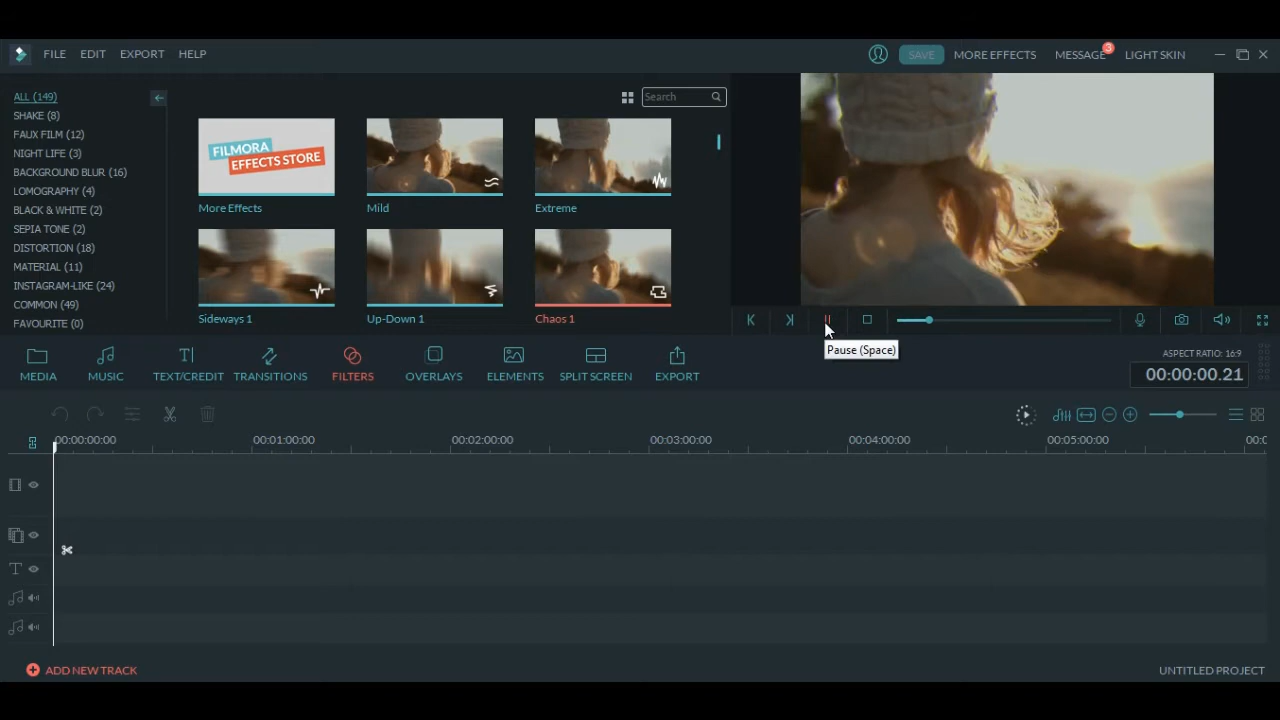 FILE EDIT EXPORT HELP
SAVE MORE EFFECTS MESSAGE 3 LIGHT SKIN
ALL (149)
SHAKE (8)
FAUX FILM (12)
NIGHT LIFE (3)
BACKGROUND BLUR (16)
LOMOGRAPHY (4)
BLACK & WHITE (2)
SEPIA TONE (2)
DISTORTION (18)
MATERIAL (11)
INSTAGRAM-LIKE (24)
COMMON (49)
FAVOURITE (0)
Search
FILMORA
EFFECTS STORE
More Effects
Mild
Extreme
Sideways 1
Up-Down 1
Chaos 1
Pause (Space)
MEDIA
MUSIC
TEXT/CREDIT
TRANSITIONS
FILTERS
OVERLAYS
ELEMENTS
SPLIT SCREEN
EXPORT
ASPECT RATIO: 16:9
00:00:00.21
00:00:00:00
00:01:00:00
00:02:00:00
00:03:00:00
00:04:00:00
00:05:00:00
ADD NEW TRACK
UNTITLED PROJECT